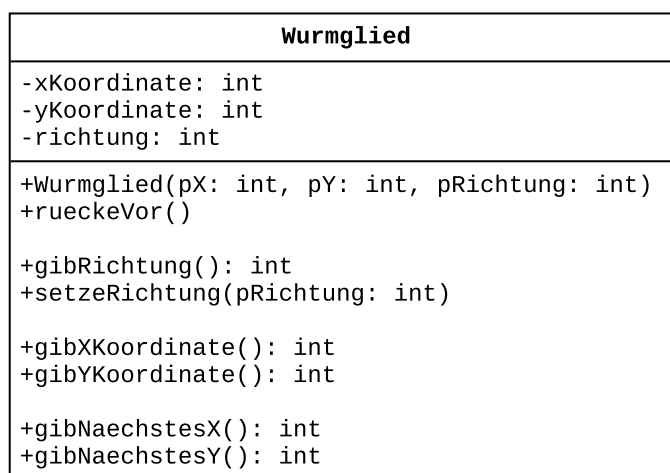 Wurmglied
-xKoordinate: int
-yKoordinate: int
-richtung: int
+Wurmglied(pX: int, pY: int, pRichtung: int)
+rueckeVor()
+gibRichtung(): int
+setzeRichtung(pRichtung: int)
+gibXKoordinate(): int
+gibYKoordinate(): int
+gibNaechstesX(): int
+gibNaechstesY(): int